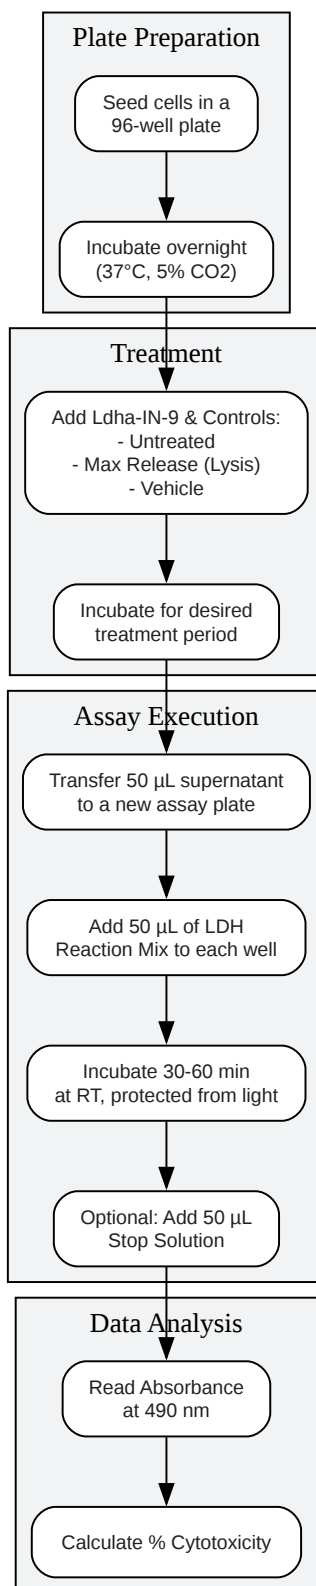 Plate Preparation
Seed cells in a
96-well plate
Incubate overnight
(37°C, 5% CO2)
Treatment
Add Ldha-IN-9 & Controls:
- Untreated
- Max Release (Lysis)
- Vehicle
Incubate for desired
treatment period
Assay Execution
Transfer 50 µL supernatant
to a new assay plate
Add 50 µL of LDH
Reaction Mix to each well
Incubate 30-60 min
at RT, protected from light
Optional: Add 50 µL
Stop Solution
Data Analysis
Read Absorbance
at 490 nm
Calculate % Cytotoxicity